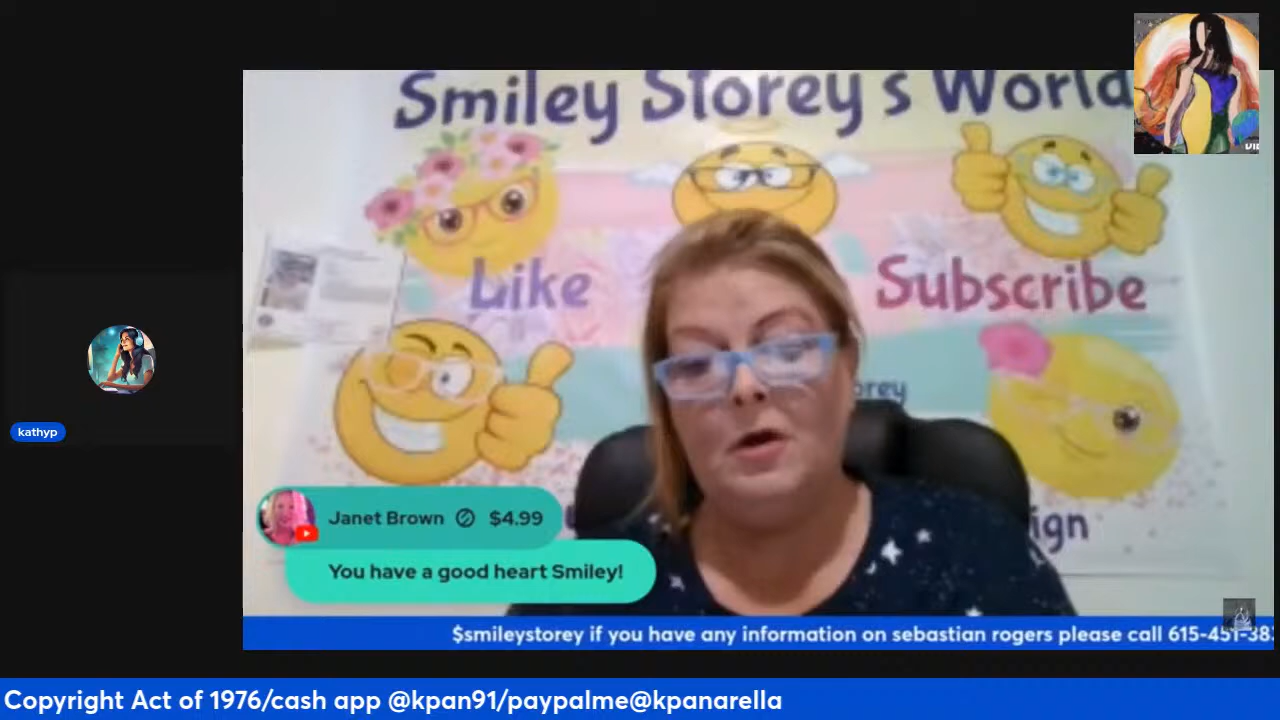 Smiley Storey's World
Like
Subscribe
orey
ign
kathyp
Janet Brown $4.99
You have a good heart Smiley!
$smileystorey if you have any information on sebastian rogers please call 615-451-38
Copyright Act of 1976/cash app @kpan91/paypalme@kpanarella